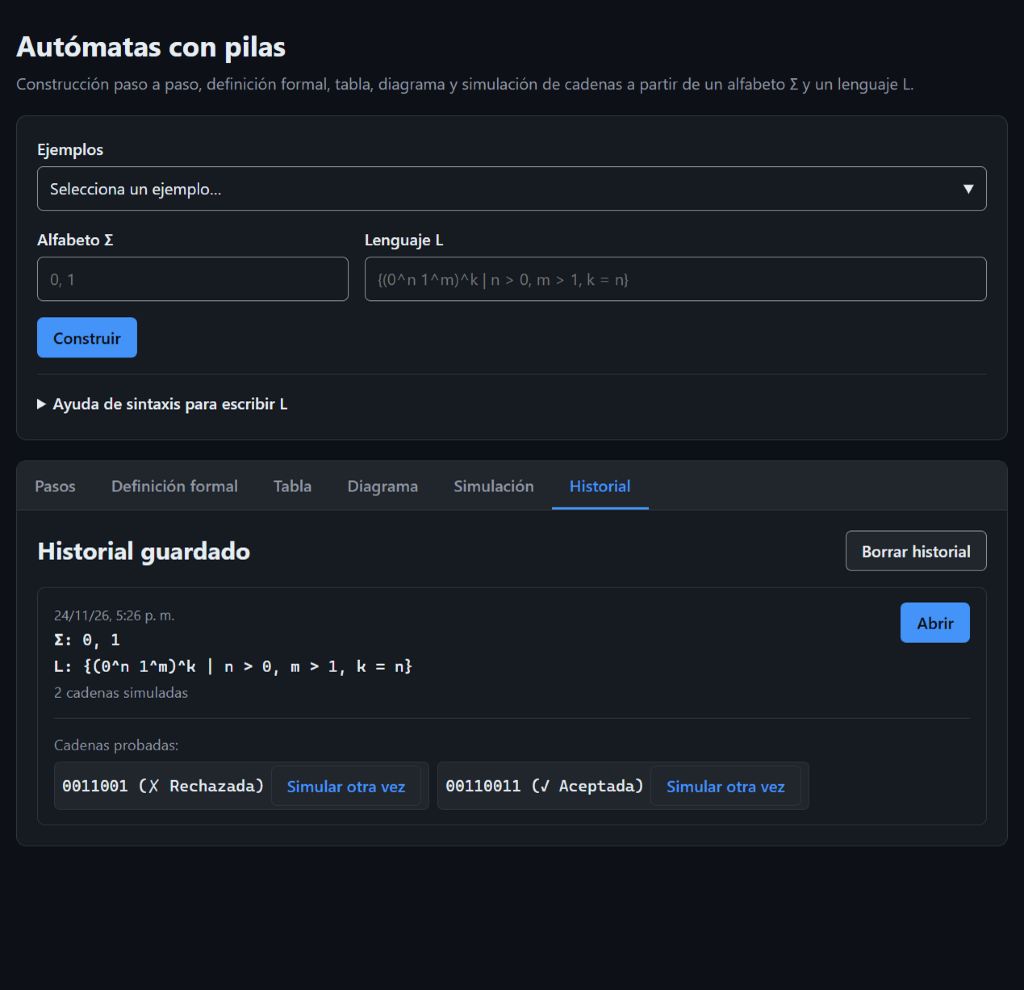 Autómatas con pilas
Construcción paso a paso, definición formal, tabla, diagrama y simulación de cadenas a partir de un alfabeto Σ y un lenguaje L.
Ejemplos
Selecciona un ejemplo...
Alfabeto Σ
Lenguaje L
0, 1
{(0^n 1^m)^k | n > 0, m > 1, k = n}
Construir
Ayuda de sintaxis para escribir L
Pasos Definición formal Tabla Diagrama Simulación Historial
Historial guardado
Borrar historial
24/11/26, 5:26 p. m.
Abrir
Σ: 0, 1
L: {(0^n 1^m)^k | n > 0, m > 1, k = n}
2 cadenas simuladas
Cadenas probadas:
0011001 (✗ Rechazada) Simular otra vez 00110011 (✓ Aceptada) Simular otra vez